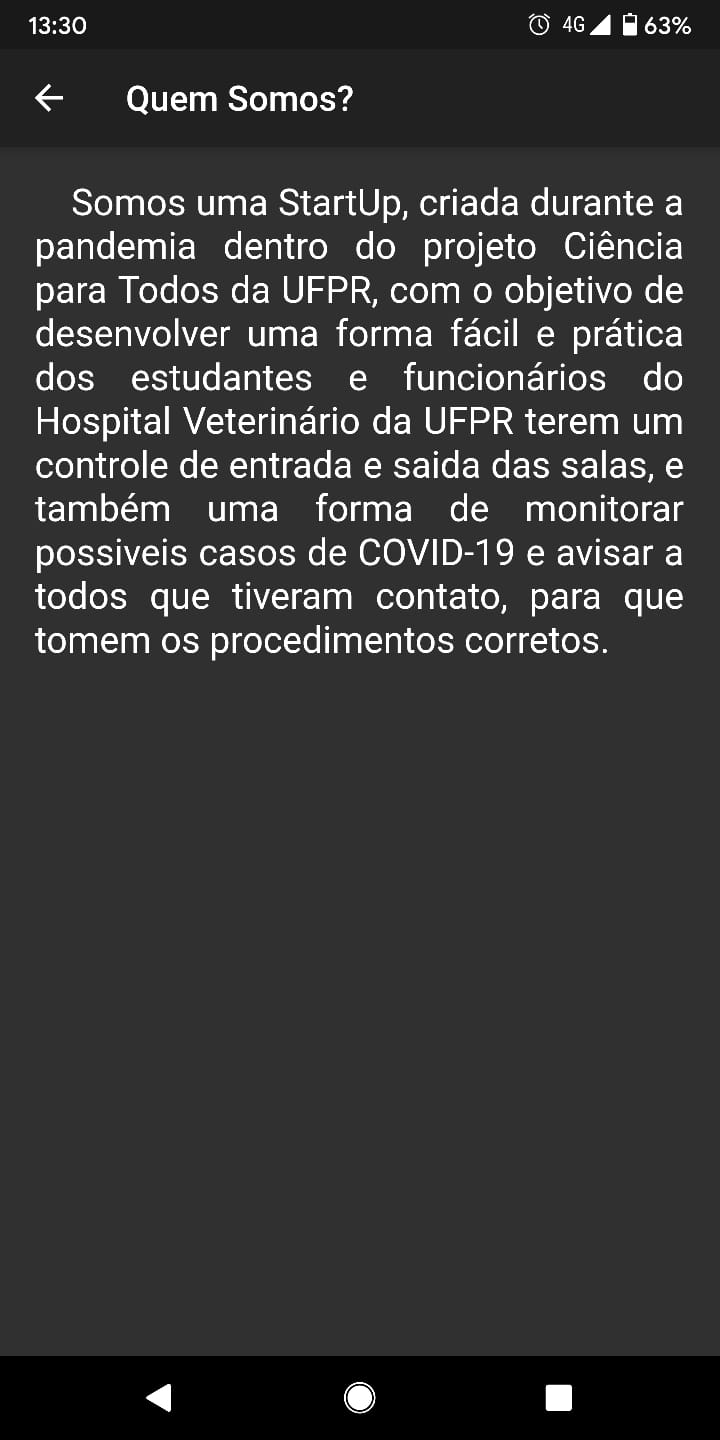 13:30 4G 63%
Quem Somos?
Somos uma StartUp, criada durante a
pandemia dentro do projeto Ciência
para Todos da UFPR, com o objetivo de
desenvolver uma forma fácil e prática
dos estudantes e funcionários do
Hospital Veterinário da UFPR terem um
controle de entrada e saida das salas, e
também uma forma de monitorar
possiveis casos de COVID-19 e avisar a
todos que tiveram contato, para que
tomem os procedimentos corretos.